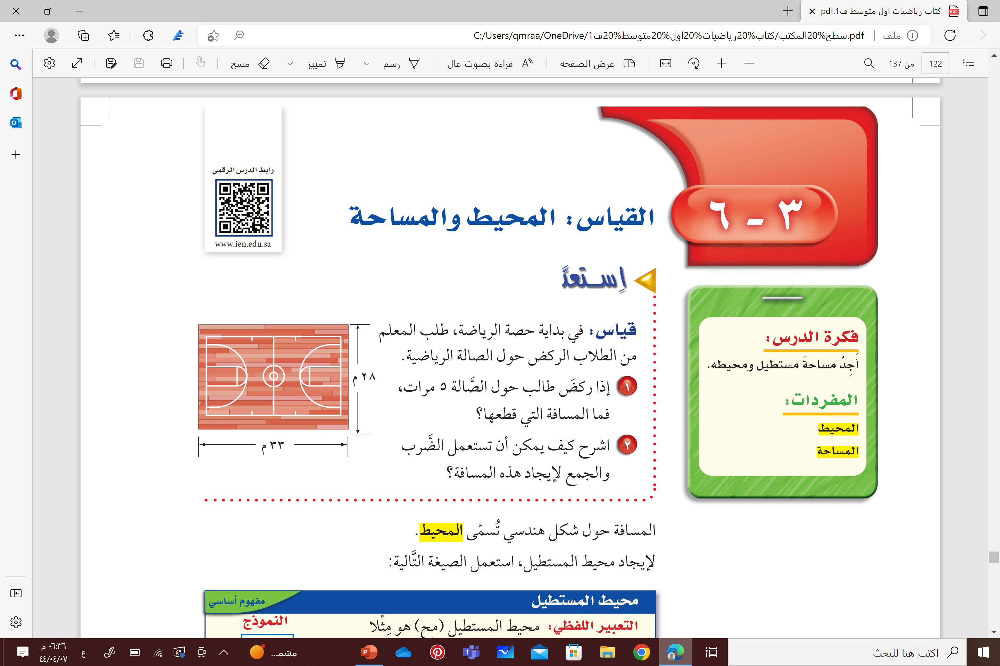 كتاب رياضيات اول متوسط ف1.pdf
ملف
C:/Users/qmraa/OneDrive/سطح%20المكتب/كتاب%20رياضيات%20اول%20متوسط%20ف1.pdf
122
من 137
عرض الصفحة
قراءة بصوت عالٍ
رسم
تمييز
مسح
رابط الدرس الرقمي
www.ien.edu.sa
٣ - ٦
القياس: المحيط والمساحة
اِسـتَعدَّ
فكرة الدرس:
أَجِدُ مساحةَ مستطيل ومحيطه.
المفردات:
المحيط
المساحة
قياس: في بداية حصة الرياضة، طلب المعلم
من الطلاب الركض حول الصالة الرياضية.
١ إذا ركضَ طالب حول الصَّالة ٥ مرات،
فما المسافة التي قطعها؟
٢ اشرح كيف يمكن أن تستعمل الضَّرب
والجمع لإيجاد هذه المسافة؟
٢٨ م
٣٣ م
المسافة حول شكل هندسي تُسمّى المحيط.
لإيجاد محيط المستطيل، استعمل الصيغة التَّالية:
محيط المستطيل
مفهوم أساسي
التعبير اللفظي: محيط المستطيل (مح) هو مِثْلا
النموذج
اكتب هنا للبحث
مشمـ...
ع
٠٦:٣٦ م
٤٤/٠٤/٠٧